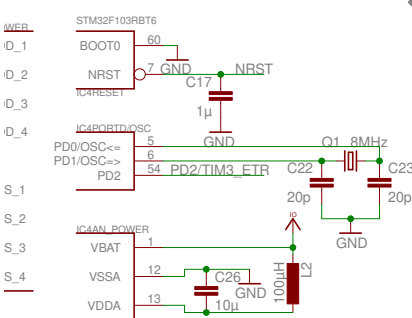 STM32F103RBT6
WER
BOOT0 60
D_1
GND
NRST 7 NRST
D_2
C17
IC4RESET
1µ
D_3
GND
D_4
IC4PORTD/OSC
Q1 8MHz
PD0/OSC<= 5
PD1/OSC=> 6
PD2 54 PD2/TIM3_ETR
C22 C23
20p 20p
S_1
S_2
IO
IC4AN_POWER
GND
S_3
VBAT 1
L2
100µH
S_4
VSSA 12
C26
GND
VDDA 13
10µ